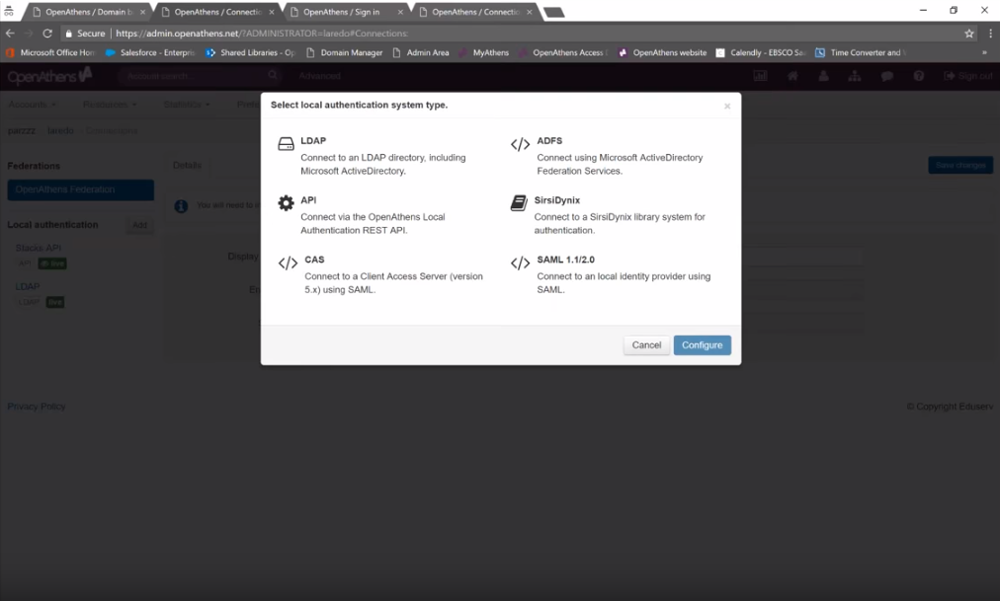 OpenAthens / Domain b
OpenAthens / Connectio
OpenAthens / Sign in
OpenAthens / Connectio
Secure | https://admin.openathens.net/?ADMINISTRATOR=laredo#Connections:
Microsoft Office Hom
Salesforce - Enterpris
Shared Libraries - Op
Domain Manager
Admin Area
MyAthens
OpenAthens Access
OpenAthens website
Calendly - EBSCO Sa
Time Converter and
»
OpenAthens
Account search...
Advanced
Sign out
Accounts
Resources
Statistics
Prefe
parzzz
laredo
Connections
Select local authentication system type.
Federations
Details
Save changes
OpenAthens Federation
You will need to
Local authentication
Add
Stacks API
API
live
LDAP
LDAP
live
Display
En
LDAP
Connect to an LDAP directory, including
Microsoft ActiveDirectory.
ADFS
Connect using Microsoft ActiveDirectory
Federation Services.
API
Connect via the OpenAthens Local
Authentication REST API.
SirsiDynix
Connect to a SirsiDynix library system for
authentication.
CAS
Connect to a Client Access Server (version
5.x) using SAML.
SAML 1.1/2.0
Connect to an local identity provider using
SAML.
Cancel
Configure
Privacy Policy
© Copyright Eduserv